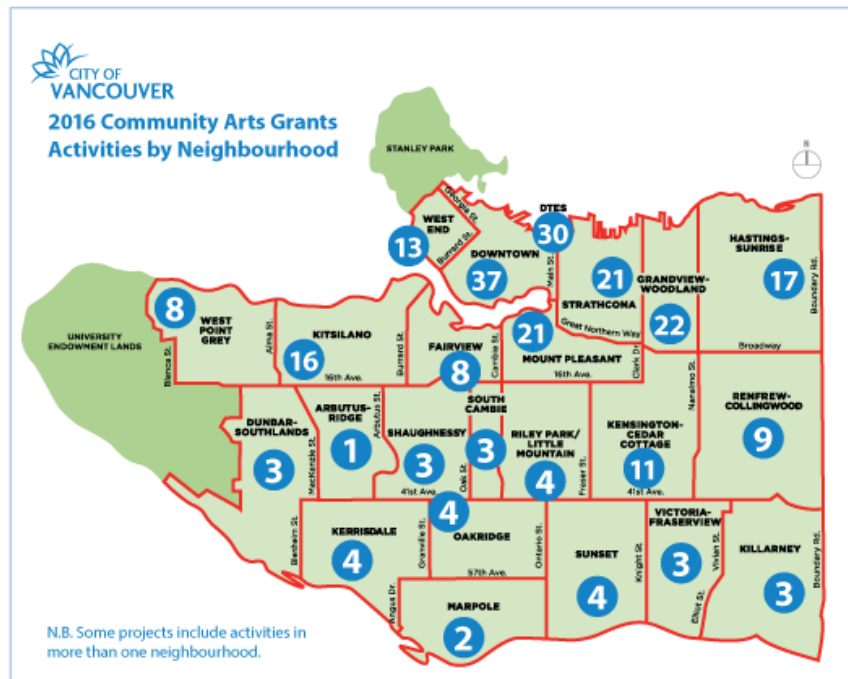 CITY OF
VANCOUVER
2016 Community Arts Grants
Activities by Neighbourhood
STANLEY PARK
N
Georgia St.
WEST
END
13
Burrard St.
DOWNTOWN
37
DTES
30
Main St.
21
STRATHCONA
Great Northern Way
GRANDVIEW-
WOODLAND
22
HASTINGS-
SUNRISE
17
Boundary Rd.
UNIVERSITY
ENDOWMENT LANDS
8
WEST
POINT
GREY
Blanca St.
Alma St.
KITSILANO
16
16th Ave.
Burrard St.
FAIRVIEW
8
Cambie St.
21
MOUNT PLEASANT
16th Ave.
Clerk Dr.
Broadway
Nanaimo St.
DUNBAR-
SOUTHLANDS
3
MacKenzie St.
ARBUTUS-
RIDGE
1
Arbutus St.
SHAUGHNESSY
3
41st Ave.
Oak St.
SOUTH
CAMBIE
3
RILEY PARK/
LITTLE
MOUNTAIN
4
Fraser St.
KENSINGTON-
CEDAR
COTTAGE
11
41st Ave.
RENFREW-
COLLINGWOOD
9
Blenheim St.
KERRISDALE
4
Granville St.
4
OAKRIDGE
57th Ave.
Ontario St.
SUNSET
4
Knight St.
VICTORIA-
FRASERVIEW
3
Vivian St.
Elliot St.
KILLARNEY
3
Boundary Rd.
Angus Dr.
MARPOLE
2
N.B. Some projects include activities in
more than one neighbourhood.